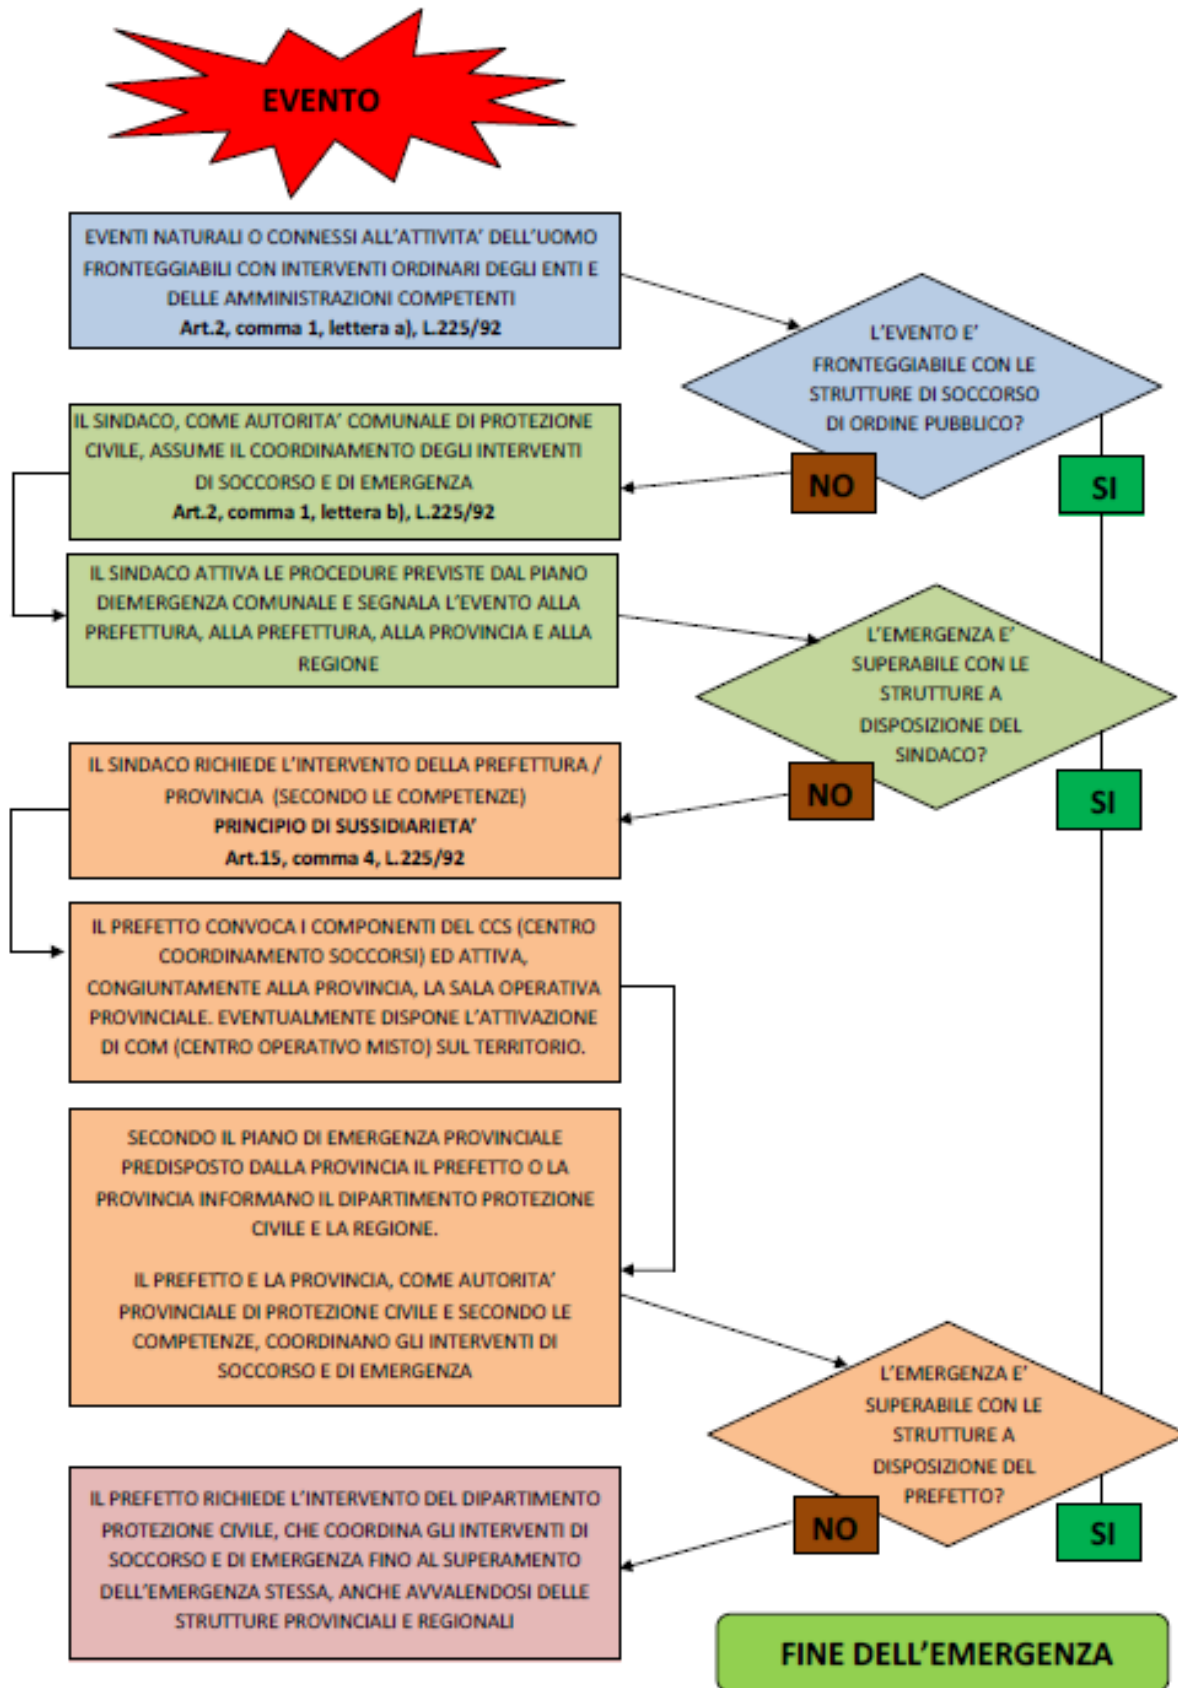 EVENTO
EVENTI NATURALI O CONNESSI ALL'ATTIVITA' DELL'UOMO
FRONTEGGIABILI CON INTERVENTI ORDINARI DEGLI ENTI E
DELLE AMMINISTRAZIONI COMPETENTI
Art.2, comma 1, lettera a), L.225/92
L'EVENTO E'
FRONTEGGIABILE CON LE
STRUTTURE DI SOCCORSO
DI ORDINE PUBBLICO?
NO
SI
IL SINDACO, COME AUTORITA' COMUNALE DI PROTEZIONE
CIVILE, ASSUME IL COORDINAMENTO DEGLI INTERVENTI
DI SOCCORSO E DI EMERGENZA
Art.2, comma 1, lettera b), L.225/92
IL SINDACO ATTIVA LE PROCEDURE PREVISTE DAL PIANO
DIEMERGENZA COMUNALE E SEGNALA L'EVENTO ALLA
PREFETTURA, ALLA PREFETTURA, ALLA PROVINCIA E ALLA
REGIONE
L'EMERGENZA E'
SUPERABILE CON LE
STRUTTURE A
DISPOSIZIONE DEL
SINDACO?
NO
SI
IL SINDACO RICHIEDE L'INTERVENTO DELLA PREFETTURA /
PROVINCIA (SECONDO LE COMPETENZE)
PRINCIPIO DI SUSSIDIARIETA'
Art.15, comma 4, L.225/92
IL PREFETTO CONVOCA I COMPONENTI DEL CCS (CENTRO
COORDINAMENTO SOCCORSI) ED ATTIVA,
CONGIUNTAMENTE ALLA PROVINCIA, LA SALA OPERATIVA
PROVINCIALE. EVENTUALMENTE DISPONE L'ATTIVAZIONE
DI COM (CENTRO OPERATIVO MISTO) SUL TERRITORIO.
SECONDO IL PIANO DI EMERGENZA PROVINCIALE
PREDISPOSTO DALLA PROVINCIA IL PREFETTO O LA
PROVINCIA INFORMANO IL DIPARTIMENTO PROTEZIONE
CIVILE E LA REGIONE.
IL PREFETTO E LA PROVINCIA, COME AUTORITA'
PROVINCIALE DI PROTEZIONE CIVILE E SECONDO LE
COMPETENZE, COORDINANO GLI INTERVENTI DI
SOCCORSO E DI EMERGENZA
L'EMERGENZA E'
SUPERABILE CON LE
STRUTTURE A
DISPOSIZIONE DEL
PREFETTO?
NO
SI
IL PREFETTO RICHIEDE L'INTERVENTO DEL DIPARTIMENTO
PROTEZIONE CIVILE, CHE COORDINA GLI INTERVENTI DI
SOCCORSO E DI EMERGENZA FINO AL SUPERAMENTO
DELL'EMERGENZA STESSA, ANCHE AVVALENDOSI DELLE
STRUTTURE PROVINCIALI E REGIONALI
FINE DELL'EMERGENZA